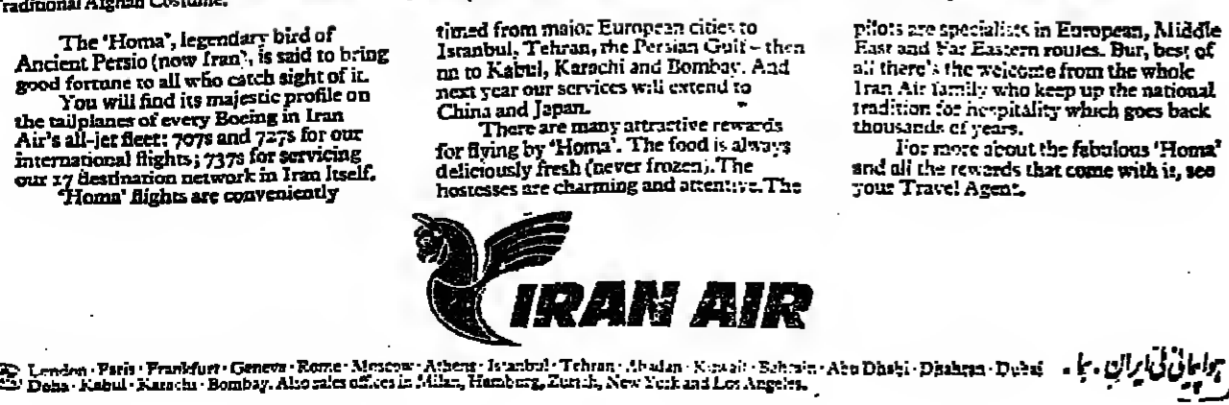 Traditional Afghan Costume.
The 'Homa', legendary bird of
Ancient Persio (now Iran), is said to bring
good fortune to all who catch sight of it.
You will find its majestic profile on
the tailplanes of every Boeing in Iran
Air's all-jet fleet: 707s and 727s for our
international flights; 737s for servicing
our 17 destination network in Iran Itself.
'Homa' flights are conveniently
timed from major European cities to
Istanbul, Tehran, the Persian Gulf – then
on to Kabul, Karachi and Bombay. And
next year our services will extend to
China and Japan.
There are many attractive rewards
for flying by 'Homa'. The food is always
deliciously fresh (never frozen). The
hostesses are charming and attentive. The
pilots are specialists in European, Middle
East and Far Eastern routes. But, best of
all there's the welcome from the whole
Iran Air family who keep up the national
tradition for hospitality which goes back
thousands of years.
For more about the fabulous 'Homa'
and all the rewards that come with it, see
your Travel Agent.
IRAN AIR
London · Paris · Frankfurt · Geneva · Rome · Moscow · Athens · Istanbul · Tehran · Abadan · Kuwait · Bahrain · Abu Dhabi · Dhahran · Dubai
Doha · Kabul · Karachi · Bombay. Also sales offices in Milan, Hamburg, Zurich, New York and Los Angeles.
هواپیمائی ملی ایران . هما .